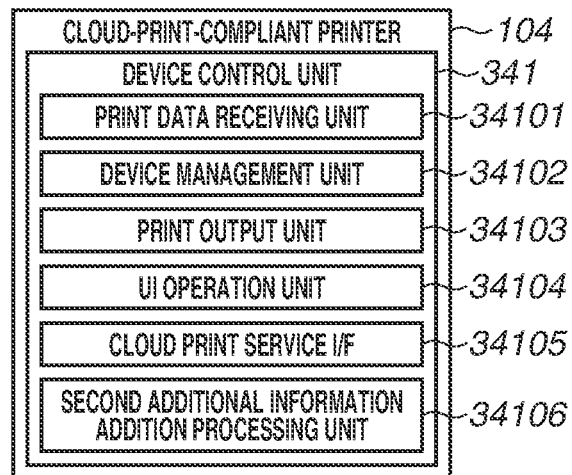 CLOUD-PRINT-COMPLIANT PRINTER 104
DEVICE CONTROL UNIT 341
PRINT DATA RECEIVING UNIT 34101
DEVICE MANAGEMENT UNIT 34102
PRINT OUTPUT UNIT 34103
UI OPERATION UNIT 34104
CLOUD PRINT SERVICE I/F 34105
SECOND ADDITIONAL INFORMATION
ADDITION PROCESSING UNIT 34106